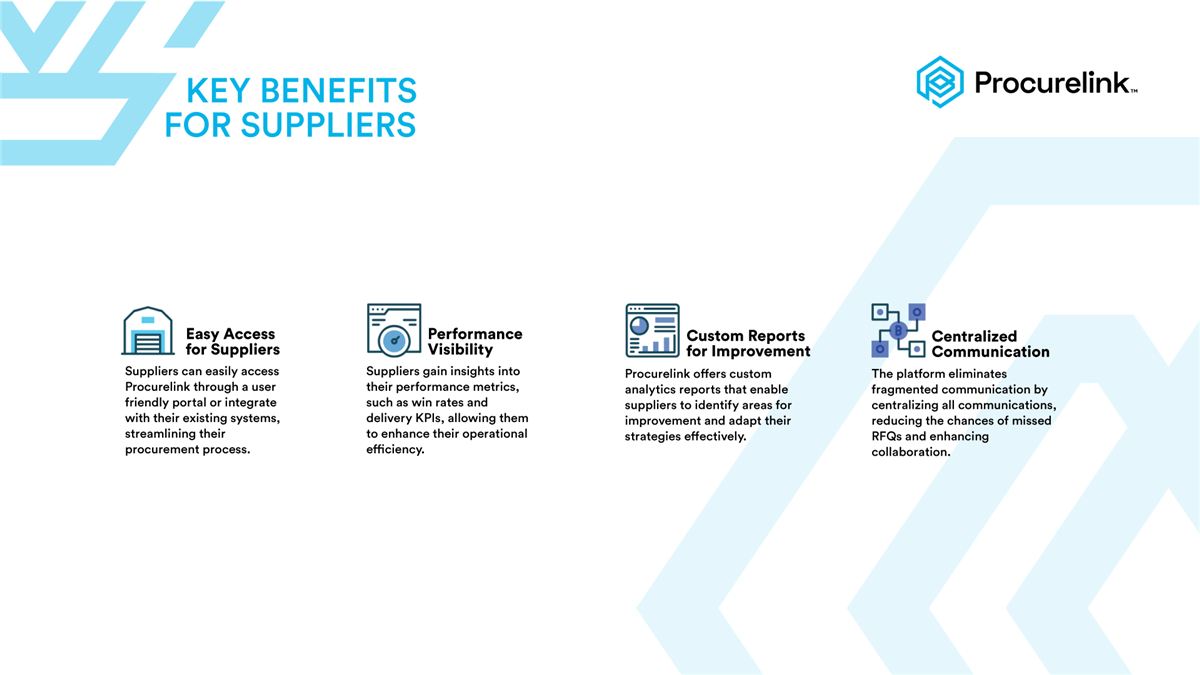 KEY BENEFITS
FOR SUPPLIERS
Procurelink™
Easy Access
for Suppliers
Suppliers can easily access
Procurelink through a user
friendly portal or integrate
with their existing systems,
streamlining their
procurement process.
Performance
Visibility
Suppliers gain insights into
their performance metrics,
such as win rates and
delivery KPIs, allowing them
to enhance their operational
efficiency.
Custom Reports
for Improvement
Procurelink offers custom
analytics reports that enable
suppliers to identify areas for
improvement and adapt their
strategies effectively.
Centralized
Communication
The platform eliminates
fragmented communication by
centralizing all communications,
reducing the chances of missed
RFQs and enhancing
collaboration.